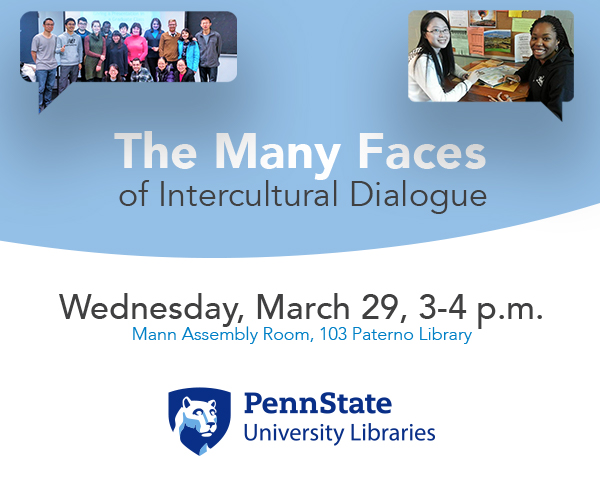 The Many Faces
of Intercultural Dialogue
Wednesday, March 29, 3-4 p.m.
Mann Assembly Room, 103 Paterno Library
PennState
University Libraries